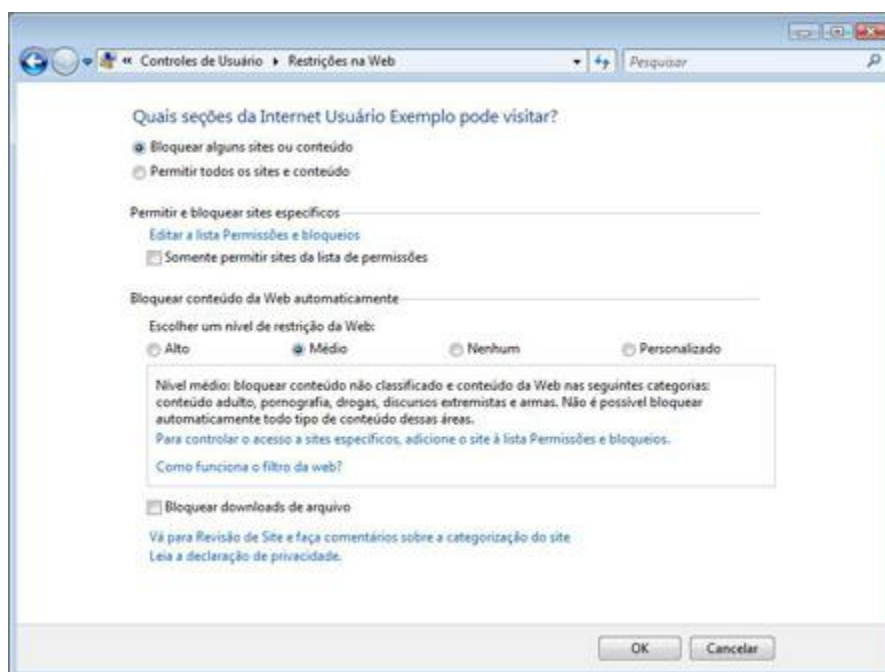 « Controles de Usuário ▸ Restrições na Web Pesquisar
Quais seções da Internet Usuário Exemplo pode visitar?
Bloquear alguns sites ou conteúdo
Permitir todos os sites e conteúdo
Permitir e bloquear sites específicos
Editar a lista Permissões e bloqueios
Somente permitir sites da lista de permissões
Bloquear conteúdo da Web automaticamente
Escolher um nível de restrição da Web:
Alto Médio Nenhum Personalizado
Nível médio: bloquear conteúdo não classificado e conteúdo da Web nas seguintes categorias:
conteúdo adulto, pornografia, drogas, discursos extremistas e armas. Não é possível bloquear
automaticamente todo tipo de conteúdo dessas áreas.
Para controlar o acesso a sites específicos, adicione o site à lista Permissões e bloqueios.
Como funciona o filtro da web?
Bloquear downloads de arquivo
Vá para Revisão de Site e faça comentários sobre a categorização do site
Leia a declaração de privacidade.
OK Cancelar